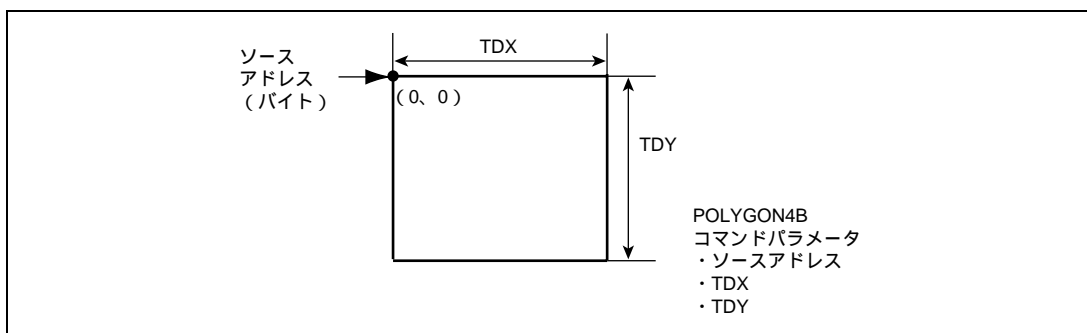 TDX
ソース
アドレス
（バイト）
（0、0）
TDY
POLYGON4B
コマンドパラメータ
・ソースアドレス
・TDX
・TDY